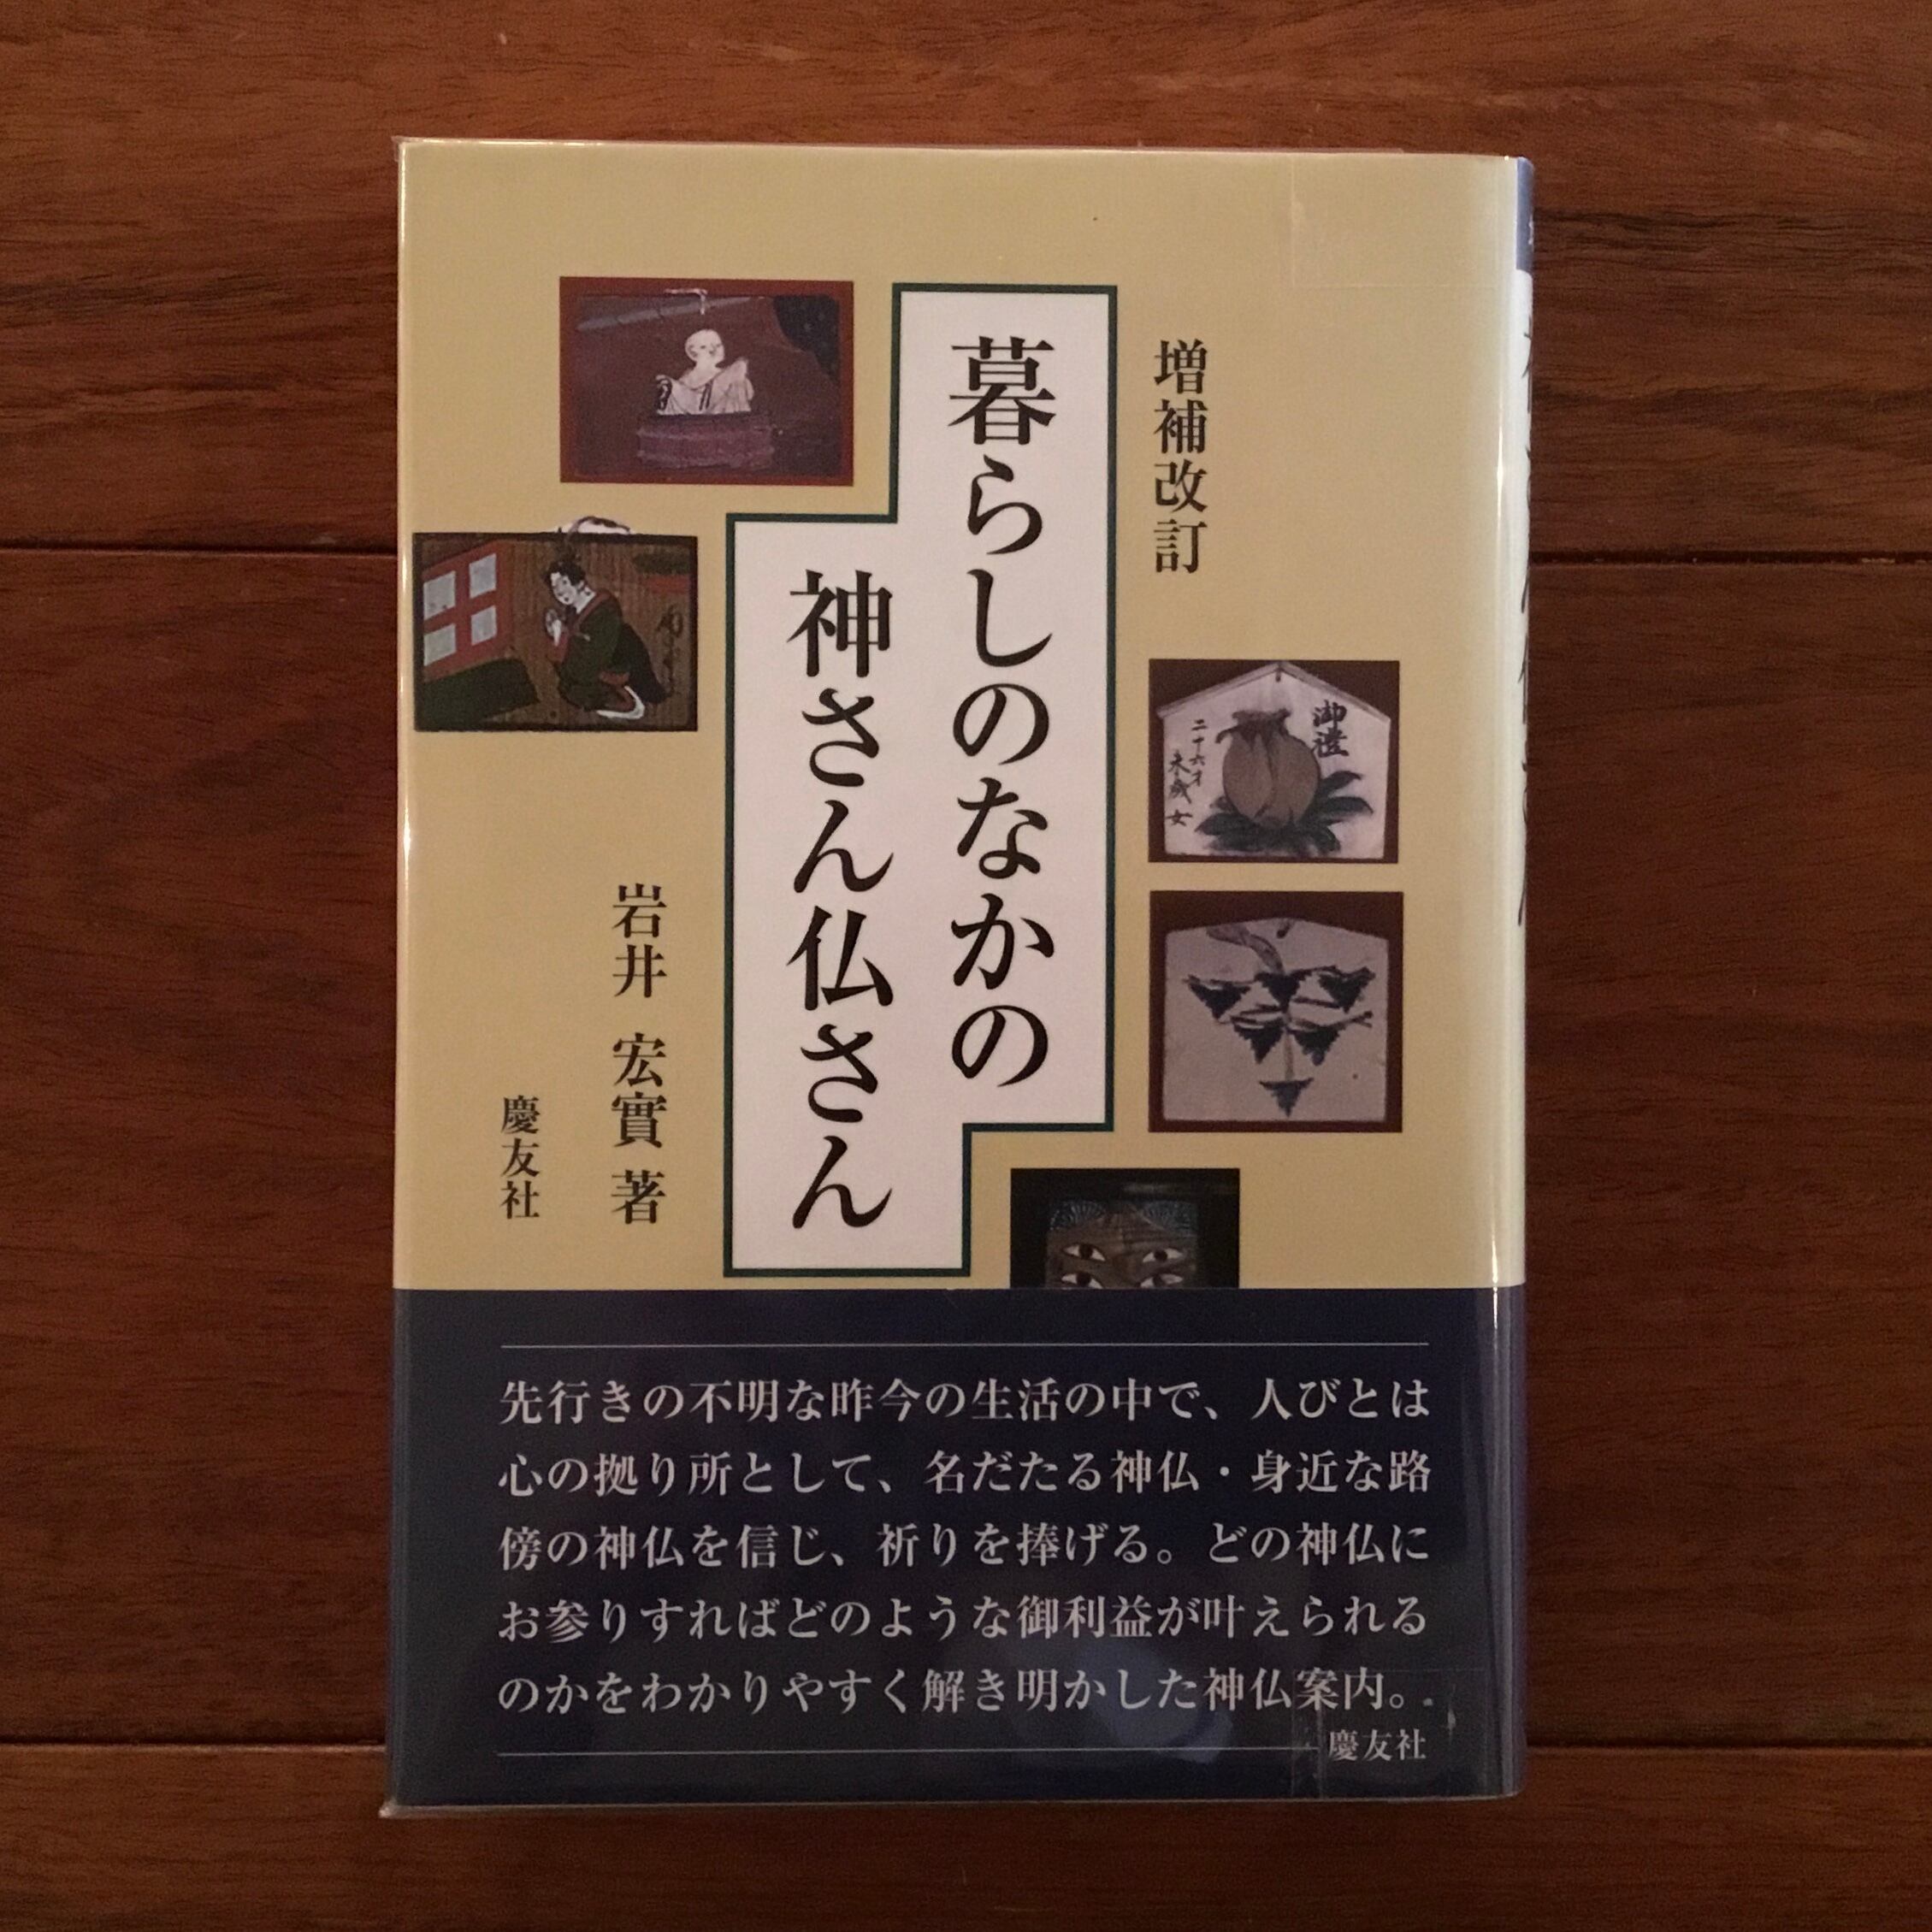 増補改訂
暮らしのなかの
神さん仏さん
岩井 宏實 著
慶友社
御禮
二十六才
未歳 女
先行きの不明な昨今の生活の中で、人びとは
心の拠り所として、名だたる神仏・身近な路
傍の神仏を信じ、祈りを捧げる。どの神仏に
お参りすればどのような御利益が叶えられる
のかをわかりやすく解き明かした神仏案内。
慶友社